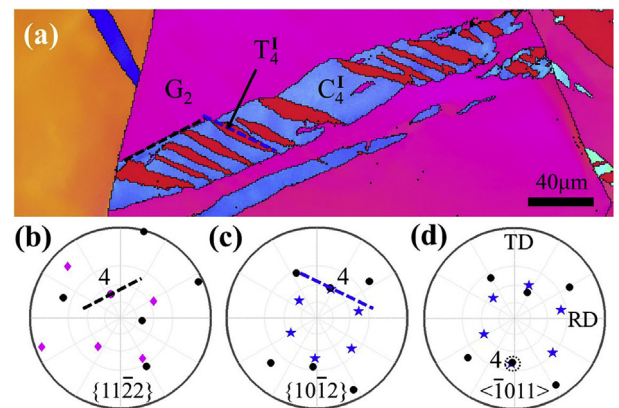 (a)
T₄ᴵ
G₂
C₄ᴵ
40μm
(b)
4
{112̄2}
(c)
4
{101̄2}
(d)
TD
RD
4
<1̄011>